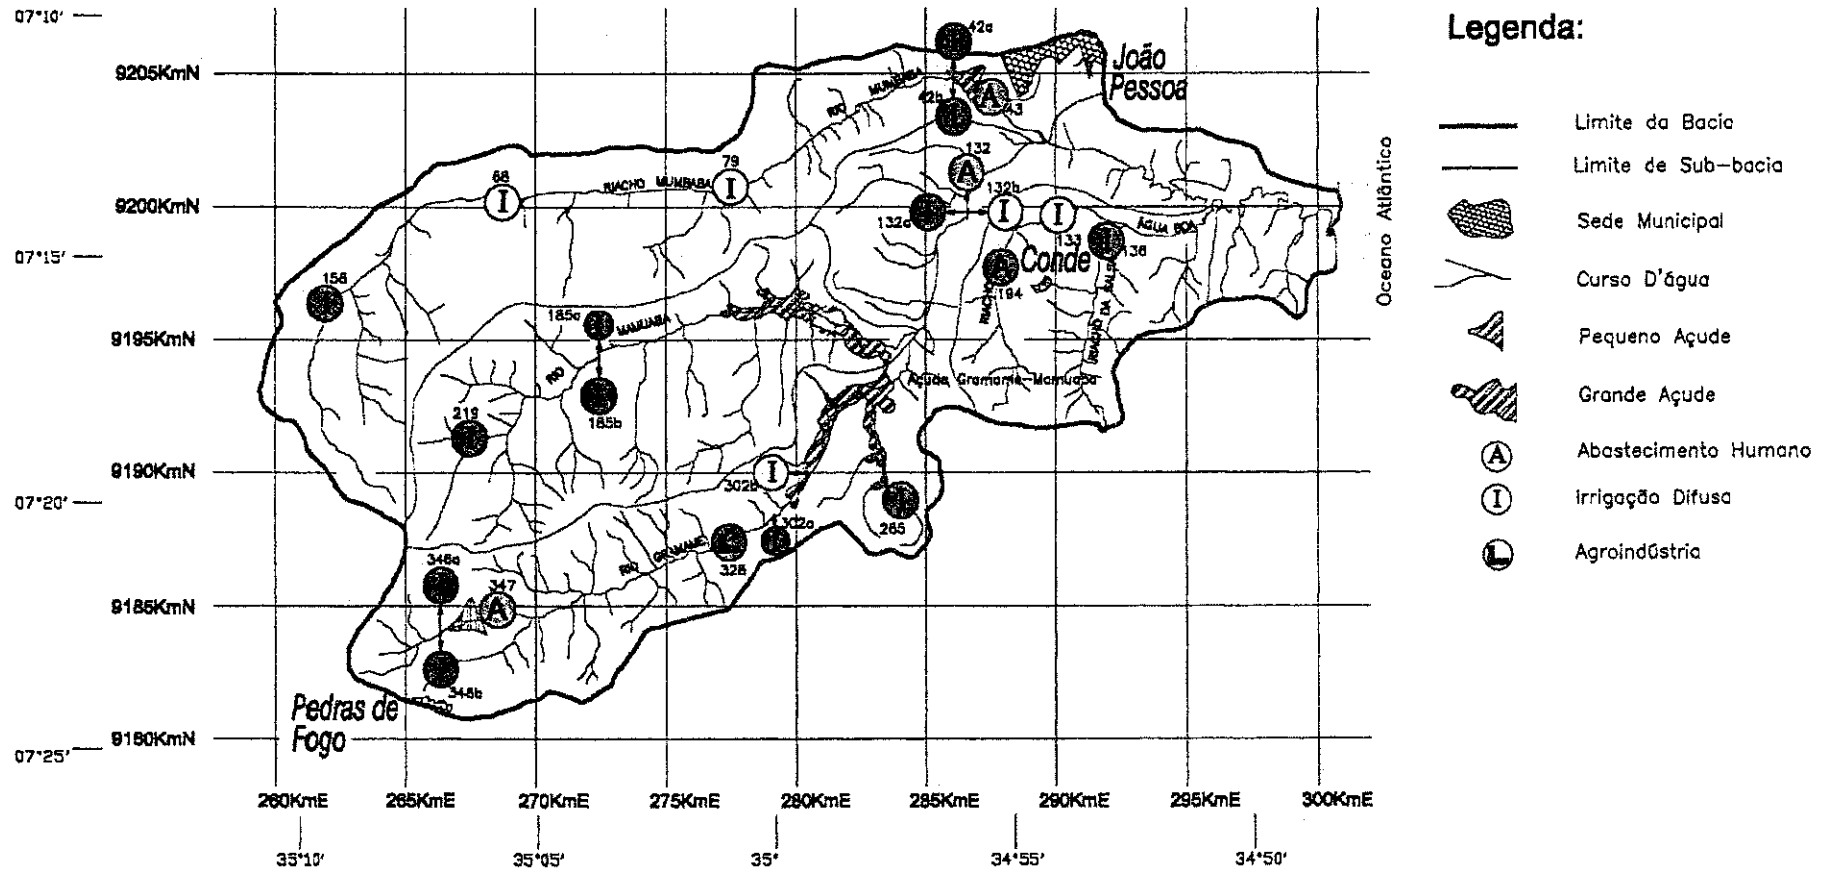 07°10'
9205KmN
9200KmN
07°15'
9195KmN
9190KmN
07°20'
9185KmN
9180KmN
07°25'
42a
João
Pessoa
RIO MUMBABA
42b
A
43
132
A
79
I
68
I
RIACHO MUMBABA
132b
I
I
132a
133
ÁGUA BOA
I
136
Conde
A
194
RIACHO
RIACHO DA SALSA
Oceano Atlântico
156
185a
MAMUABA
RIO
185b
219
Açude Gramame-Mamuaba
I
302b
302a
265
RIO GRAMAME
L
328
346a
347
A
346b
Pedras de
Fogo
260KmE
265KmE
270KmE
275KmE
280KmE
285KmE
290KmE
295KmE
300KmE
35°10'
35°05'
35°
34°55'
34°50'
Legenda:
Limite da Bacia
Limite de Sub-bacia
Sede Municipal
Curso D'água
Pequeno Açude
Grande Açude
A Abastecimento Humano
I Irrigação Difusa
L Agroindústria